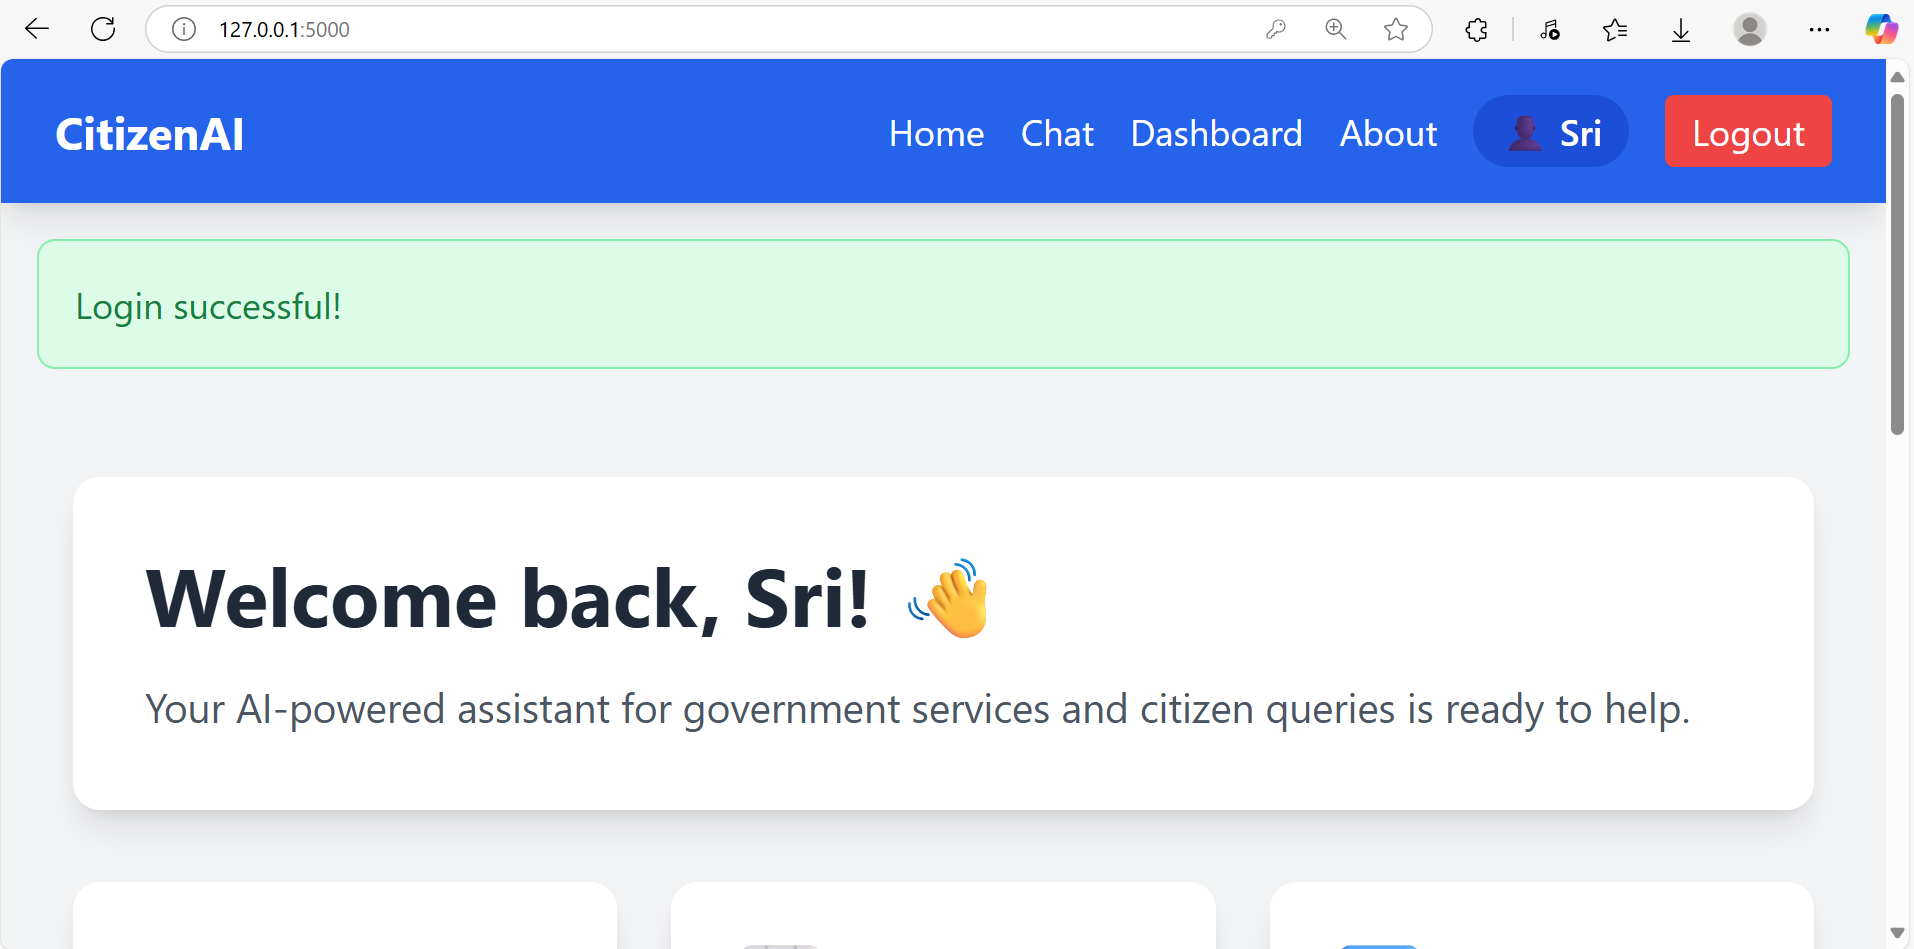 127.0.0.1:5000
CitizenAI
Home Chat Dashboard About 👤 Sri Logout
Login successful!
Welcome back, Sri! 👋
Your AI-powered assistant for government services and citizen queries is ready to help.